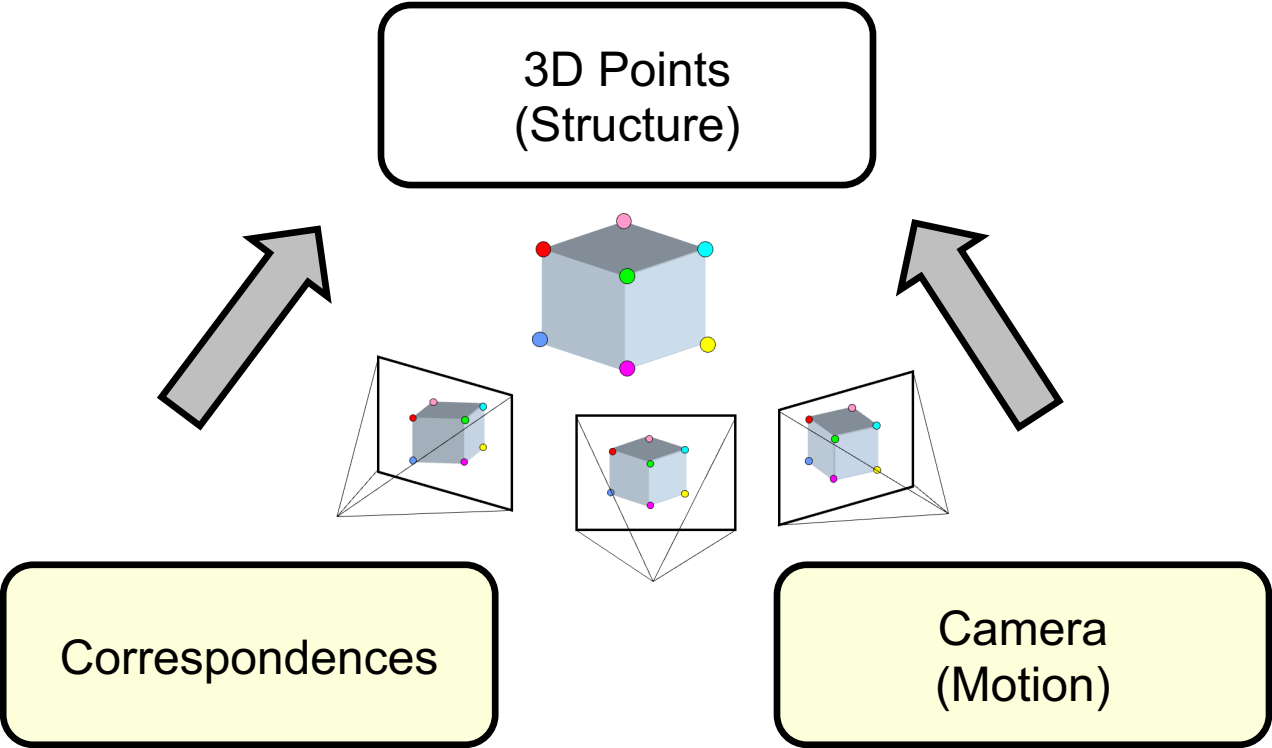 3D Points
(Structure)
Correspondences
Camera
(Motion)